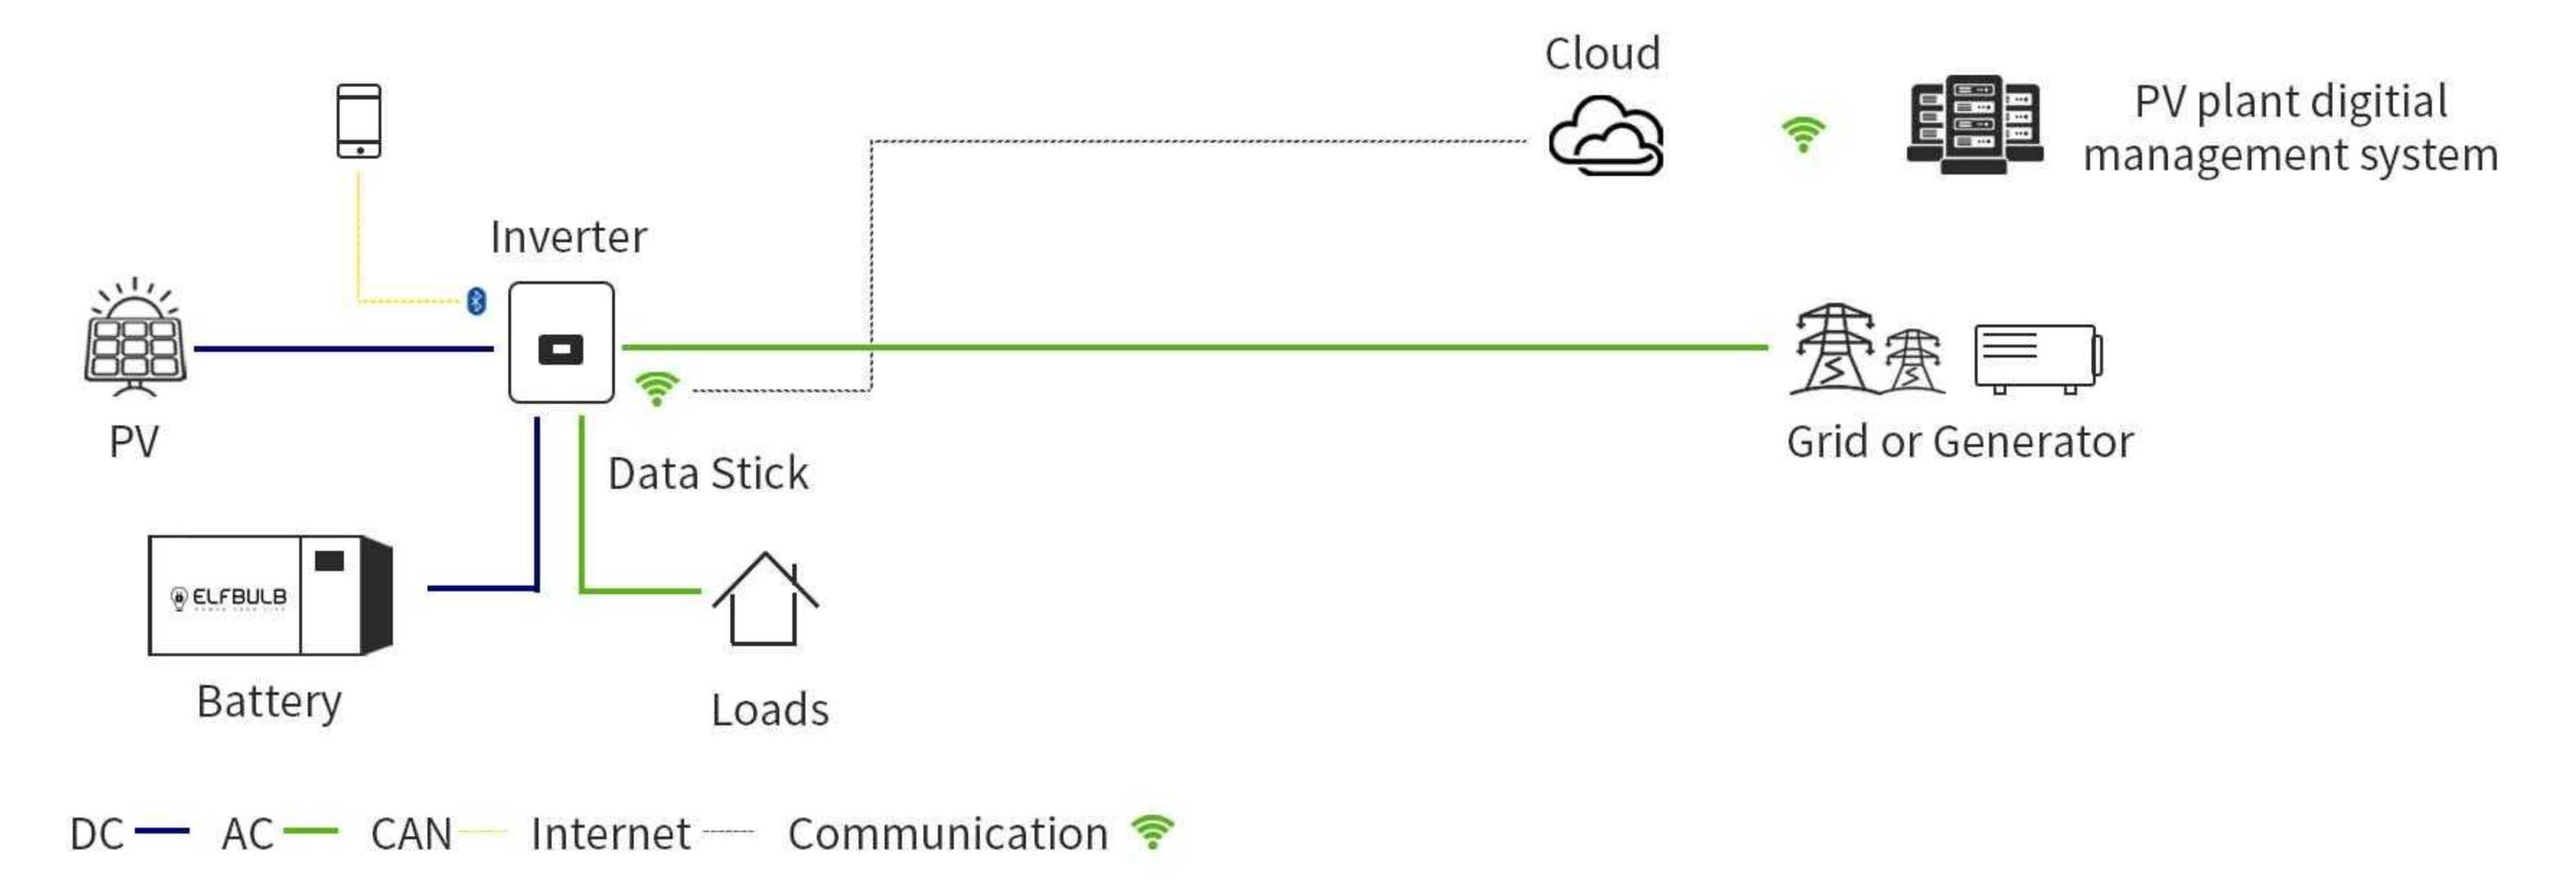 Cloud
PV plant digitial
management system
Inverter
PV
Data Stick
Grid or Generator
ELFBULB
Battery
Loads
DC AC CAN Internet Communication